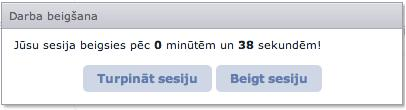 Darba beigšana
Jūsu sesija beigsies pēc 0 minūtēm un 38 sekundēm!
Turpināt sesiju Beigt sesiju